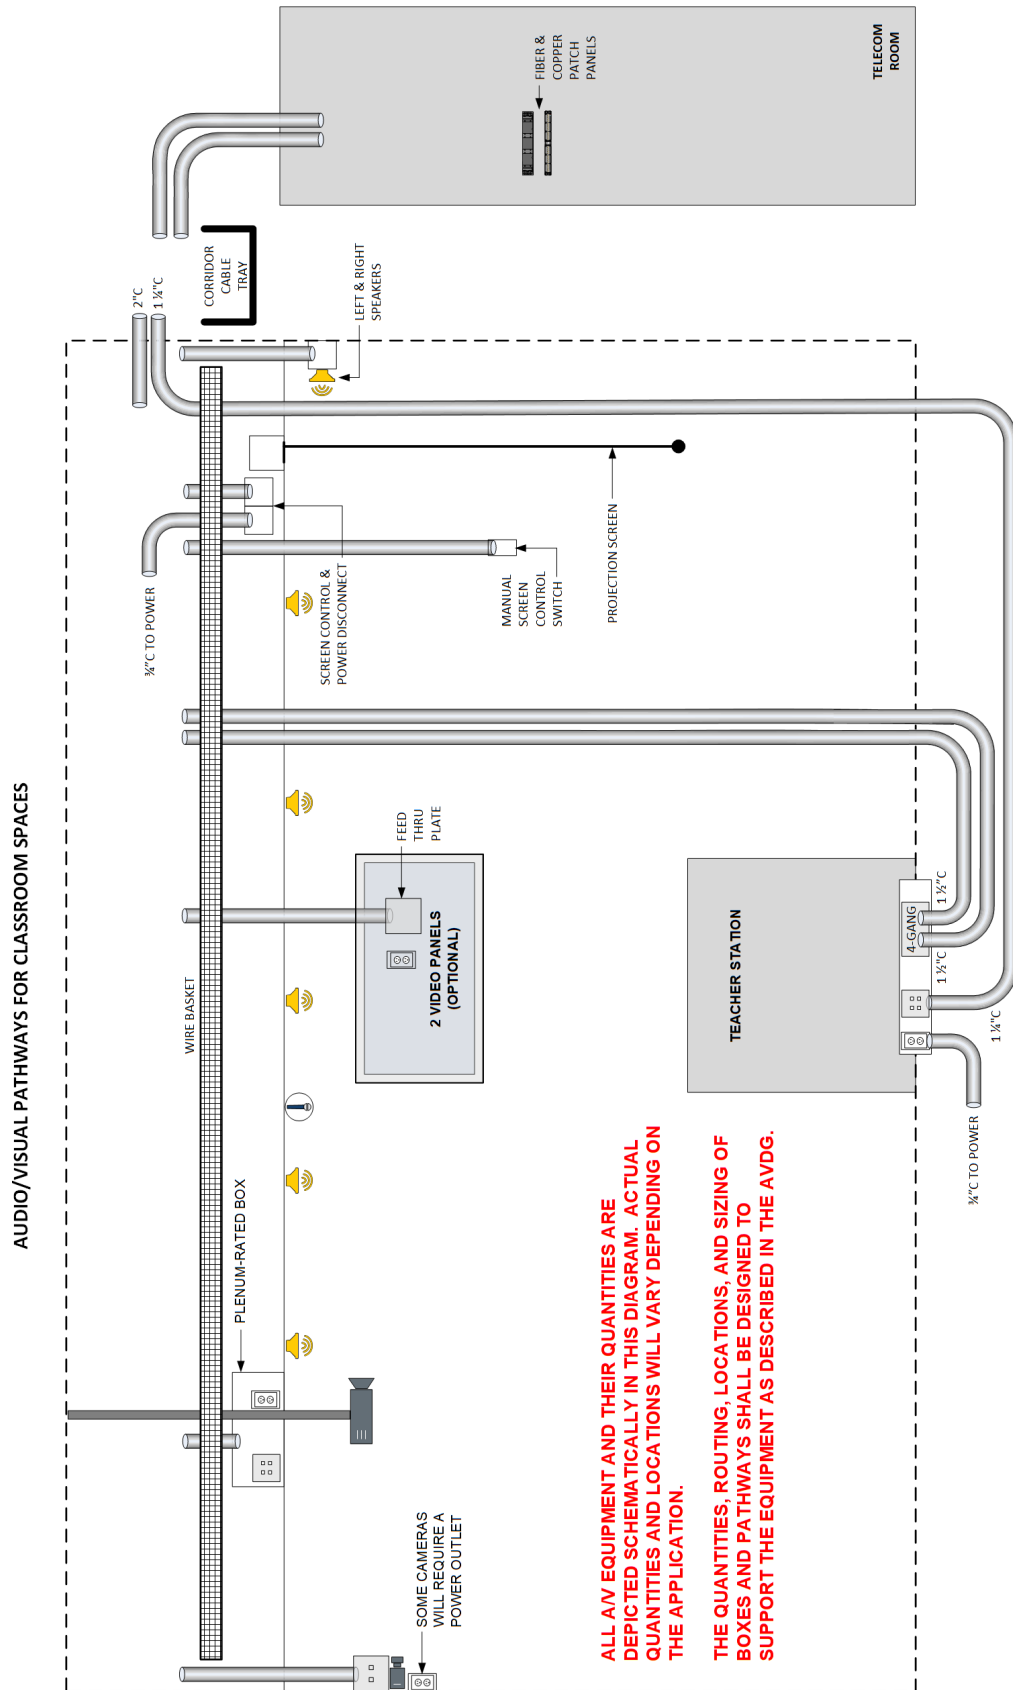 AUDIO/VISUAL PATHWAYS FOR CLASSROOM SPACES
TELECOM
ROOM
FIBER &
COPPER
PATCH
PANELS
CORRIDOR
CABLE
TRAY
2"C
1 ¼"C
LEFT & RIGHT
SPEAKERS
¾"C TO POWER
SCREEN CONTROL &
POWER DISCONNECT
MANUAL
SCREEN
CONTROL
SWITCH
PROJECTION SCREEN
WIRE BASKET
FEED
THRU
PLATE
2 VIDEO PANELS
(OPTIONAL)
TEACHER STATION
4-GANG
1 ½"C
1 ½"C
1 ¼"C
¾"C TO POWER
PLENUM-RATED BOX
SOME CAMERAS
WILL REQUIRE A
POWER OUTLET
ALL A/V EQUIPMENT AND THEIR QUANTITIES ARE
DEPICTED SCHEMATICALLY IN THIS DIAGRAM. ACTUAL
QUANTITIES AND LOCATIONS WILL VARY DEPENDING ON
THE APPLICATION.
THE QUANTITIES, ROUTING, LOCATIONS, AND SIZING OF
BOXES AND PATHWAYS SHALL BE DESIGNED TO
SUPPORT THE EQUIPMENT AS DESCRIBED IN THE AVDG.